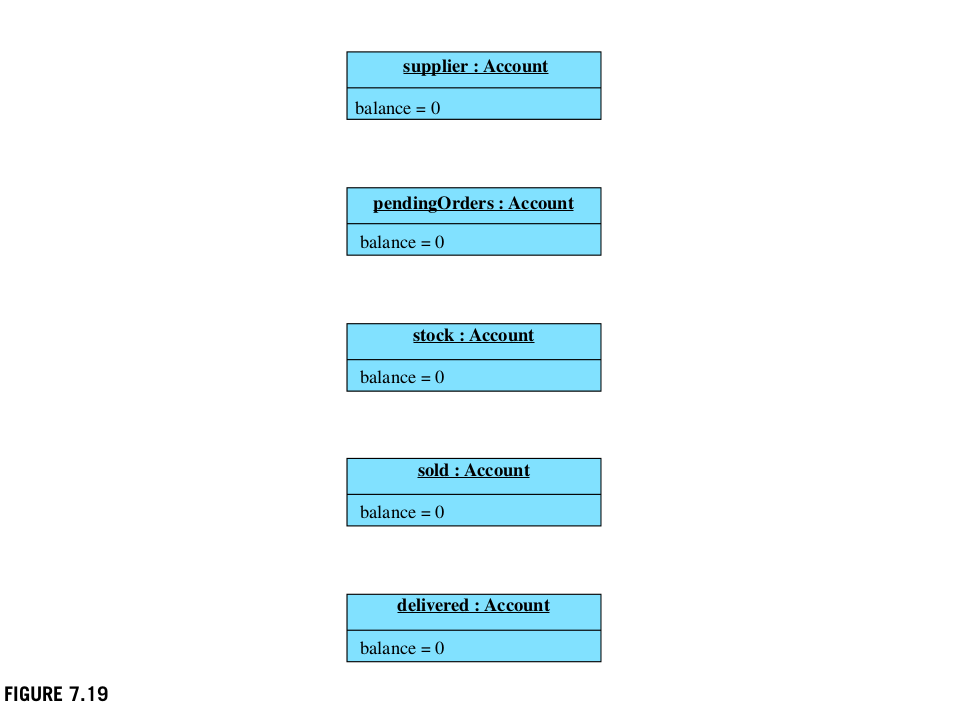 supplier : Account
balance = 0
pendingOrders : Account
balance = 0
stock : Account
balance = 0
sold : Account
balance = 0
delivered : Account
balance = 0
FIGURE 7.19